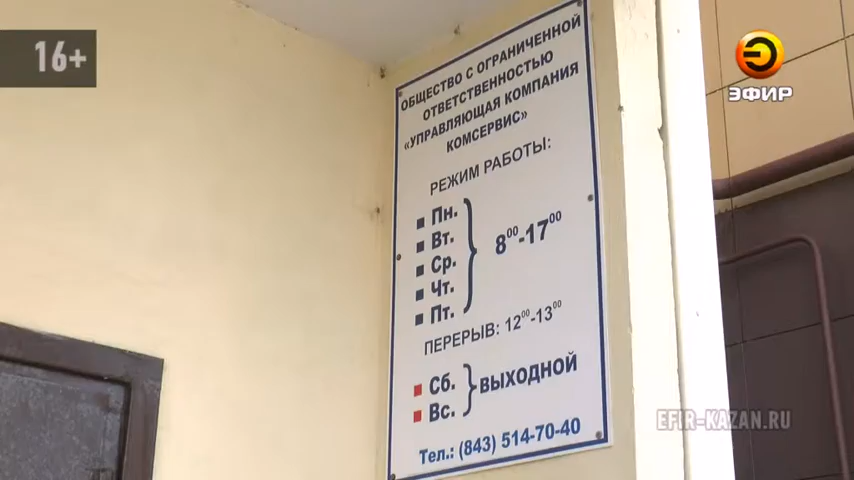 16+
ЭФИР
ОБЩЕСТВО С ОГРАНИЧЕННОЙ
ОТВЕТСТВЕННОСТЬЮ
«УПРАВЛЯЮЩАЯ КОМПАНИЯ
КОМСЕРВИС»
РЕЖИМ РАБОТЫ:
Пн.
Вт.
Ср.
Чт.
Пт.
8⁰⁰-17⁰⁰
ПЕРЕРЫВ: 12⁰⁰-13⁰⁰
Сб.
Вс.
ВЫХОДНОЙ
Тел.: (843) 514-70-40
EFIR-KAZAN.RU